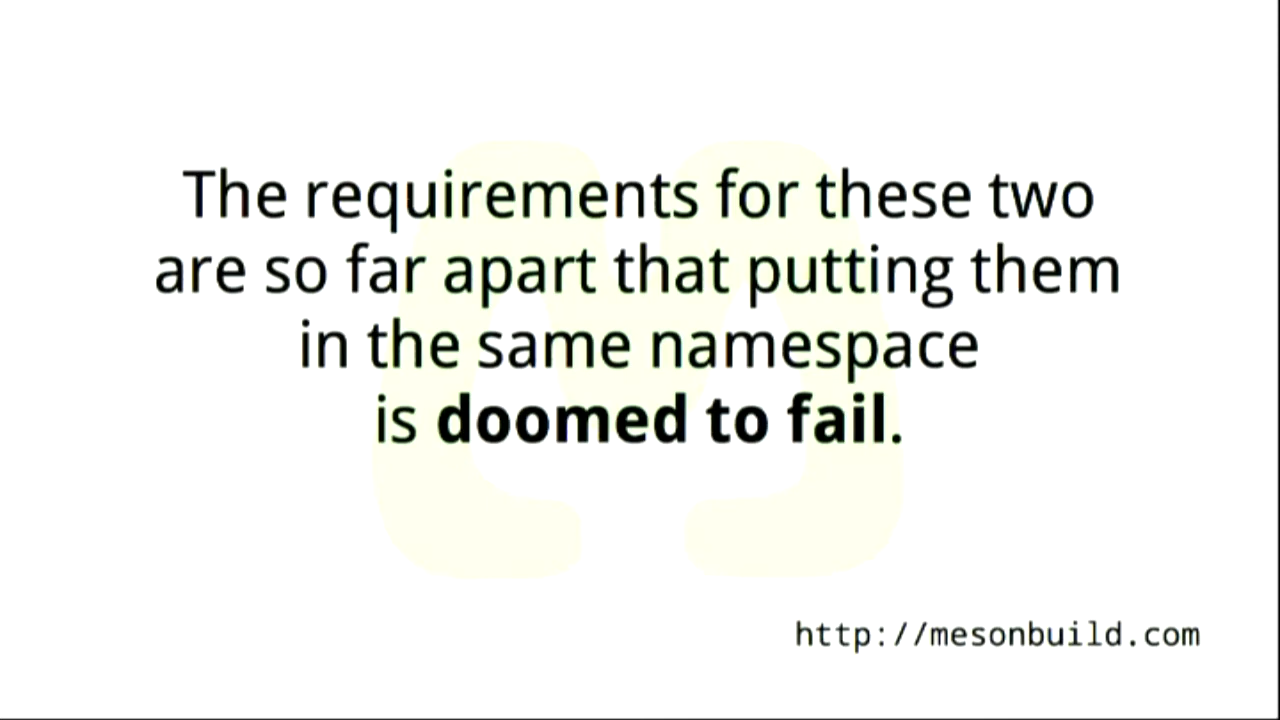 The requirements for these two
are so far apart that putting them
in the same namespace
is doomed to fail.
http://mesonbuild.com